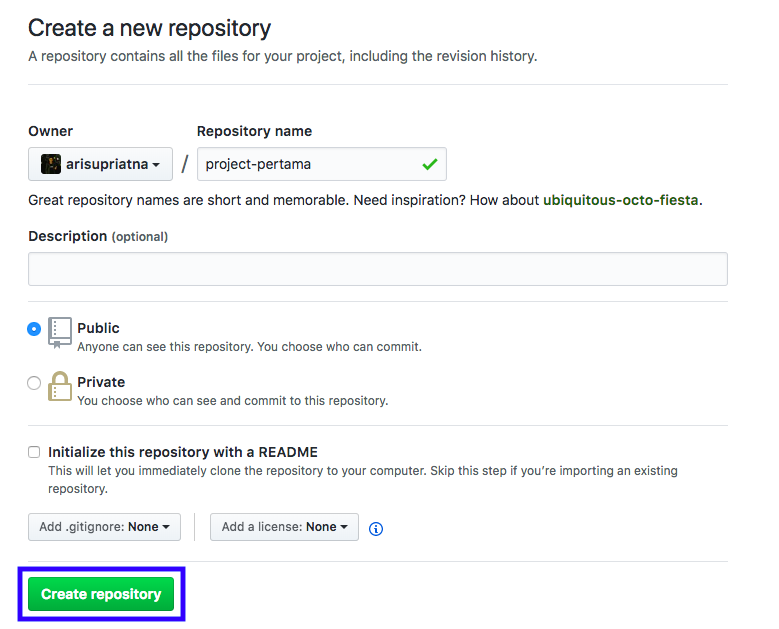 Create a new repository
A repository contains all the files for your project, including the revision history.
Owner
Repository name
arisupriatna
/
project-pertama
Great repository names are short and memorable. Need inspiration? How about ubiquitous-octo-fiesta.
Description (optional)
Public
Anyone can see this repository. You choose who can commit.
Private
You choose who can see and commit to this repository.
Initialize this repository with a README
This will let you immediately clone the repository to your computer. Skip this step if you’re importing an existing
repository.
Add .gitignore: None
Add a license: None
Create repository